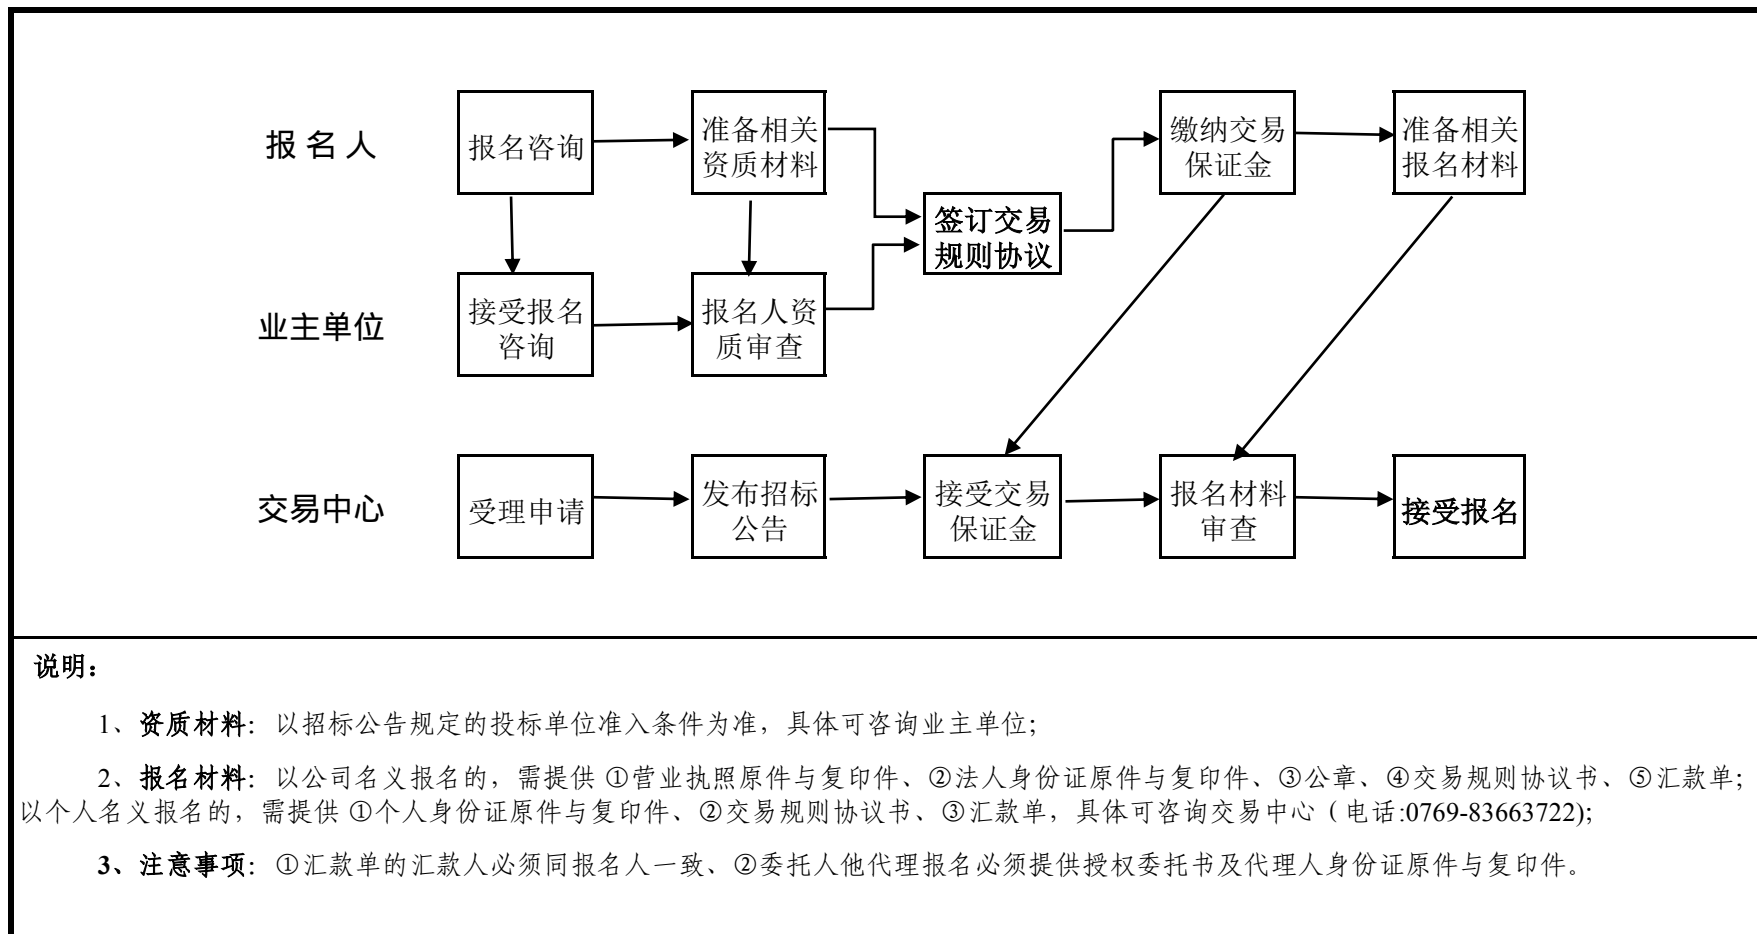 报名人
报名咨询
准备相关
资质材料
缴纳交易
保证金
准备相关
报名材料
签订交易
规则协议
业主单位
接受报名
咨询
报名人资
质审查
交易中心
受理申请
发布招标
公告
接受交易
保证金
报名材料
审查
接受报名
说明：
1、资质材料：以招标公告规定的投标单位准入条件为准，具体可咨询业主单位；
2、报名材料：以公司名义报名的，需提供 ①营业执照原件与复印件、②法人身份证原件与复印件、③公章、④交易规则协议书、⑤汇款单；
以个人名义报名的，需提供 ①个人身份证原件与复印件、②交易规则协议书、③汇款单，具体可咨询交易中心（电话:0769-83663722);
3、注意事项：①汇款单的汇款人必须同报名人一致、②委托人他代理报名必须提供授权委托书及代理人身份证原件与复印件。